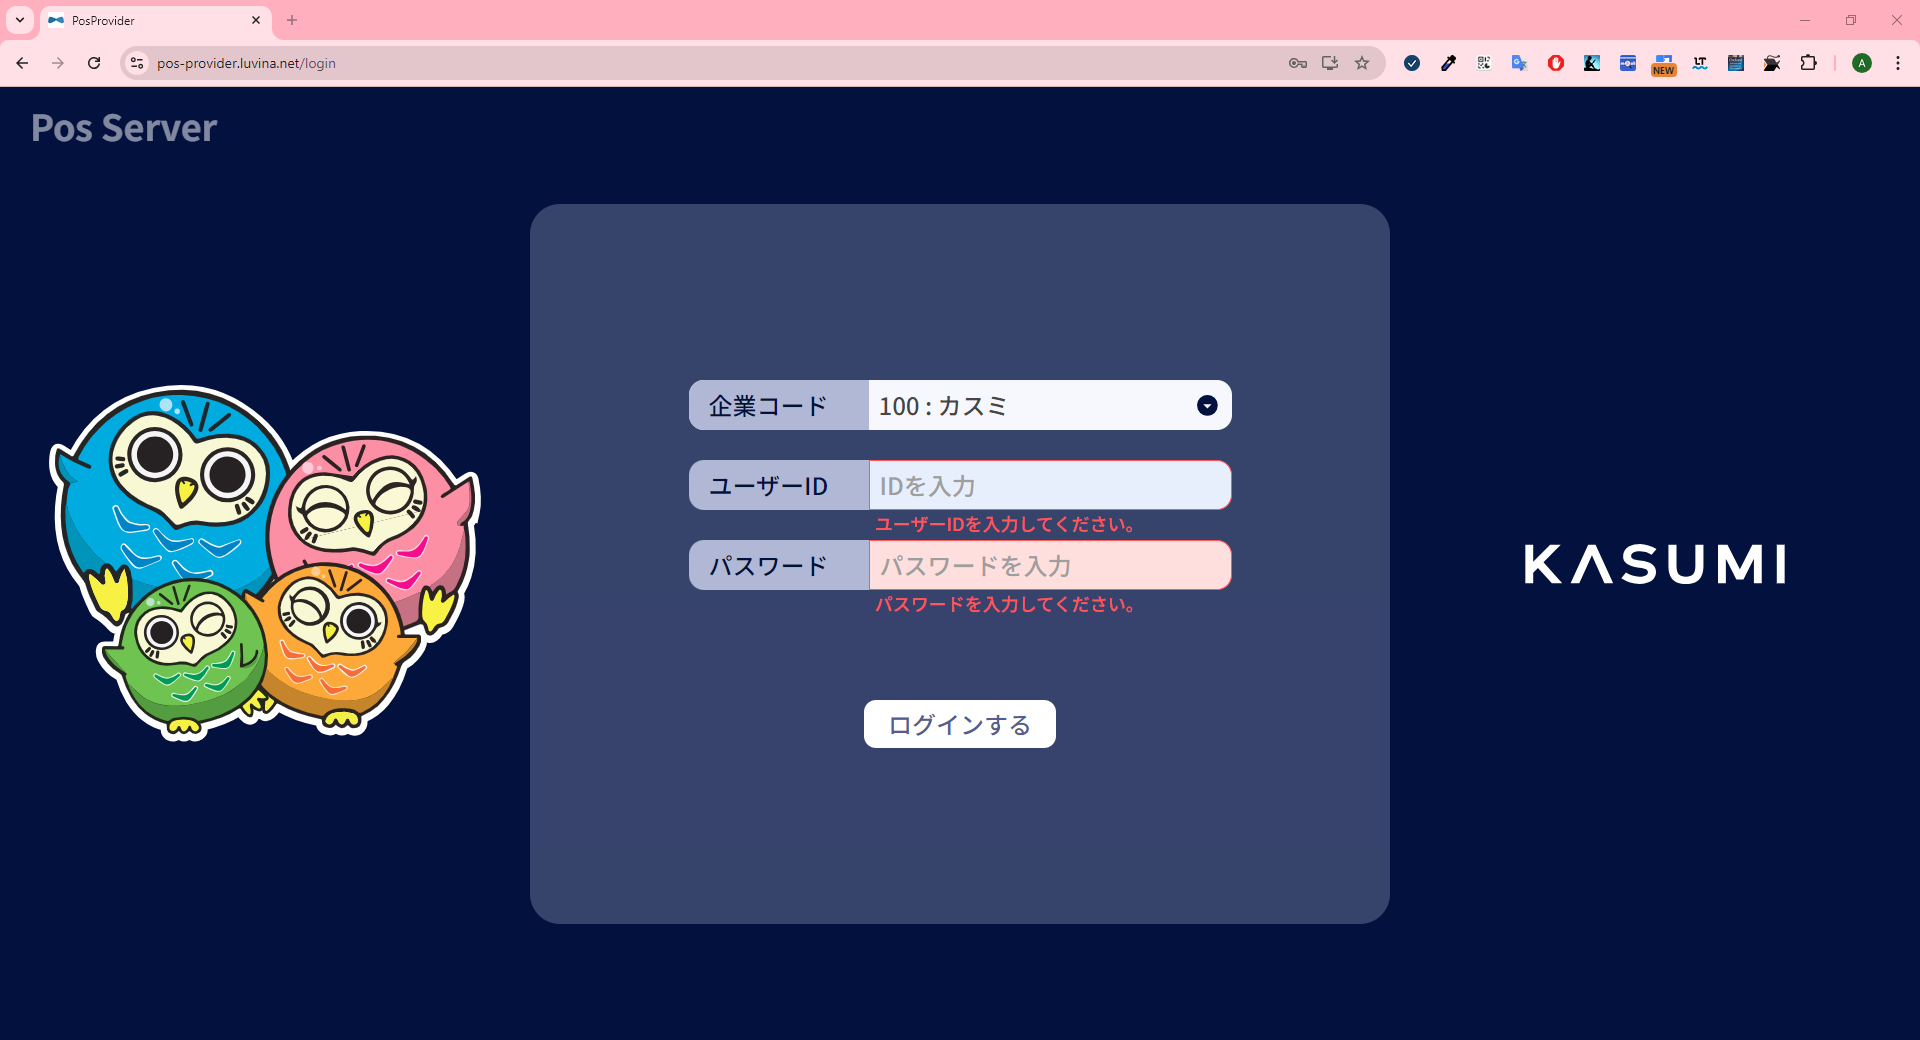 PosProvider
pos-provider.luvina.net/login
NEW
LT
A
Pos Server
企業コード
100 : カスミ
ユーザーID
IDを入力
ユーザーIDを入力してください。
パスワード
パスワードを入力
パスワードを入力してください。
ログインする
KASUMI